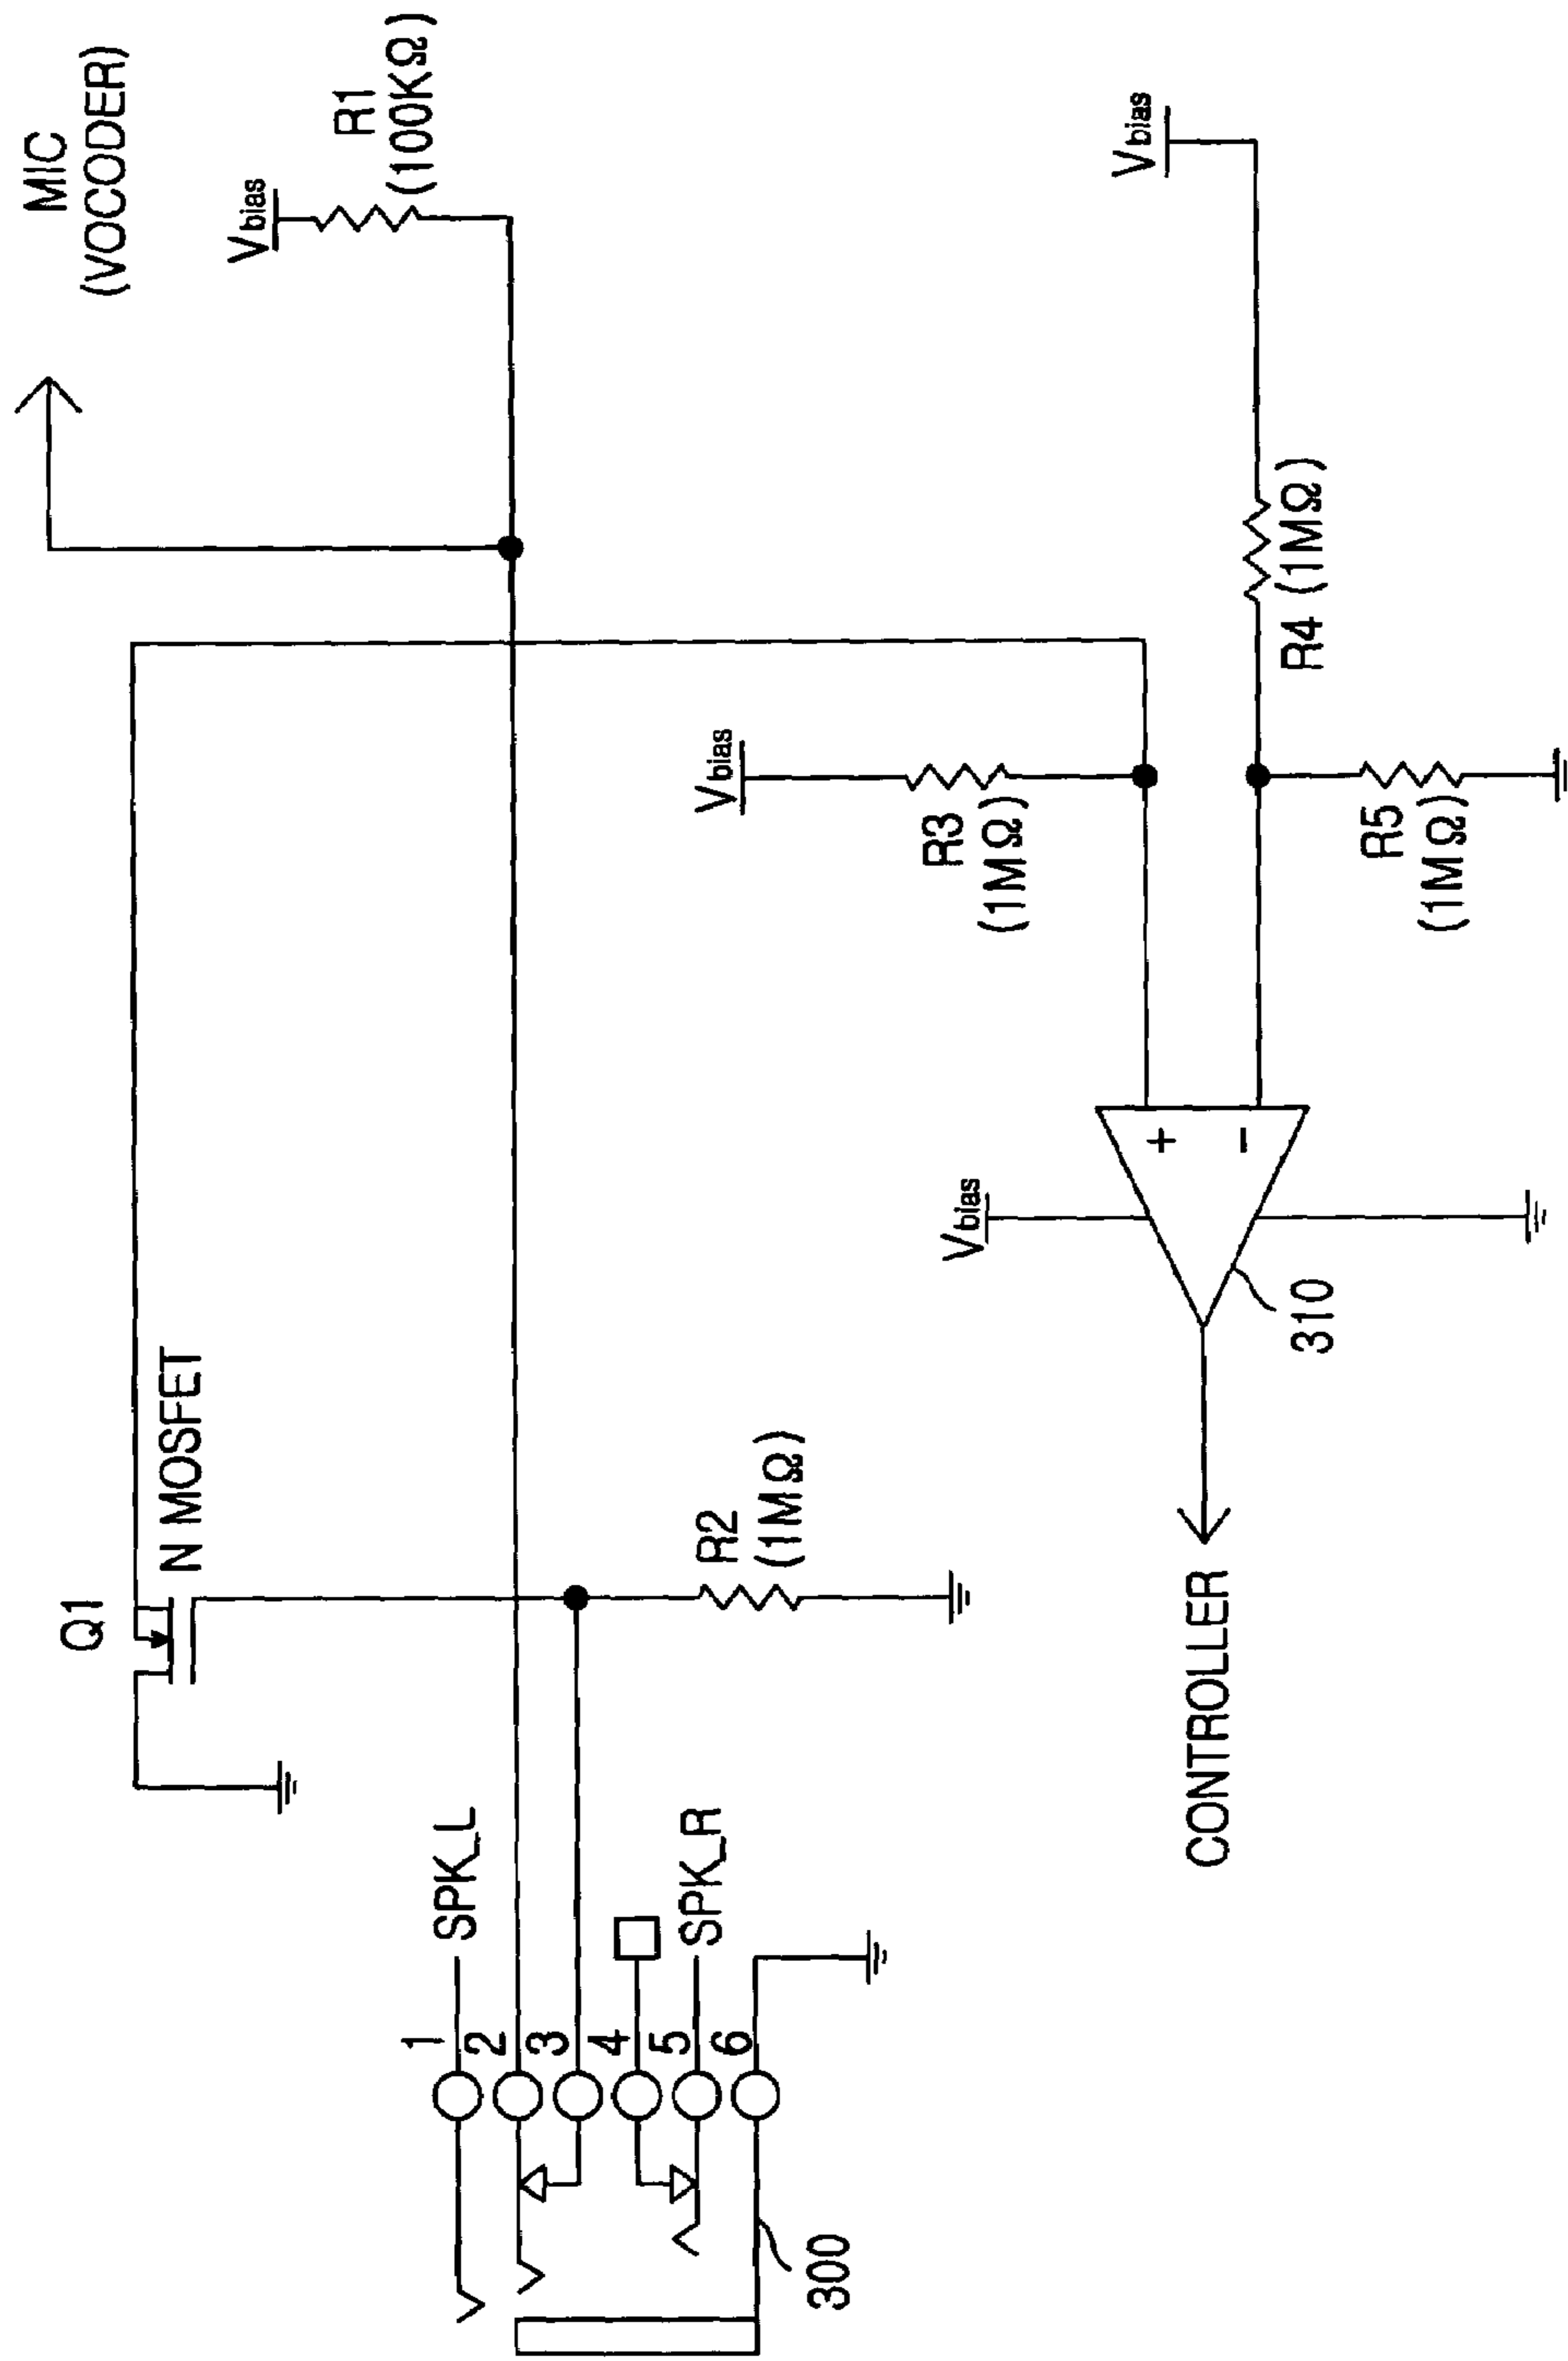 MIC
(VOCODER)
Vbias
R1
(100KΩ)
Q1
N MOSFET
SPK_L
1
2
3
4
5
6
SPK_R
300
R2
(1MΩ)
Vbias
R3
(1MΩ)
Vbias
R4 (1MΩ)
R5
(1MΩ)
Vbias
+
-
310
CONTROLLER